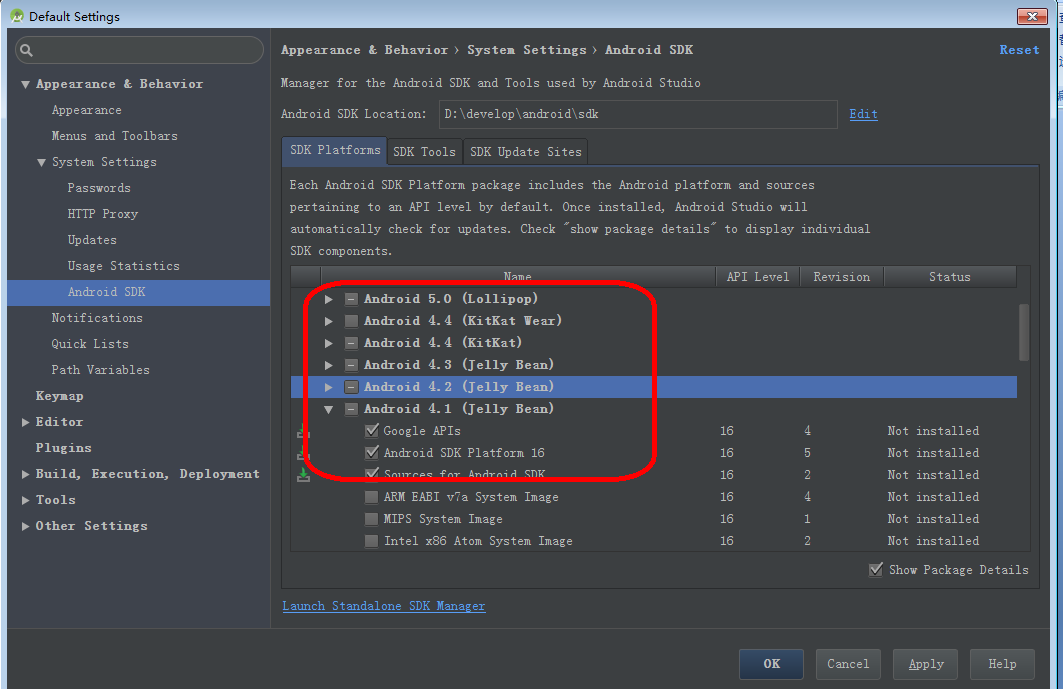 Default Settings
Appearance & Behavior › System Settings › Android SDK
Reset
Manager for the Android SDK and Tools used by Android Studio
Android SDK Location: D:\develop\android\sdk Edit
Appearance & Behavior
Appearance
Menus and Toolbars
System Settings
Passwords
HTTP Proxy
Updates
Usage Statistics
Android SDK
Notifications
Quick Lists
Path Variables
Keymap
Editor
Plugins
Build, Execution, Deployment
Tools
Other Settings
SDK Platforms SDK Tools SDK Update Sites
Each Android SDK Platform package includes the Android platform and sources
pertaining to an API level by default. Once installed, Android Studio will
automatically check for updates. Check "show package details" to display individual
SDK components.
Name API Level Revision Status
Android 5.0 (Lollipop)
Android 4.4 (KitKat Wear)
Android 4.4 (KitKat)
Android 4.3 (Jelly Bean)
Android 4.2 (Jelly Bean)
Android 4.1 (Jelly Bean)
Google APIs 16 4 Not installed
Android SDK Platform 16 16 5 Not installed
Sources for Android SDK 16 2 Not installed
ARM EABI v7a System Image 16 4 Not installed
MIPS System Image 16 1 Not installed
Intel x86 Atom System Image 16 2 Not installed
Show Package Details
Launch Standalone SDK Manager
OK Cancel Apply Help